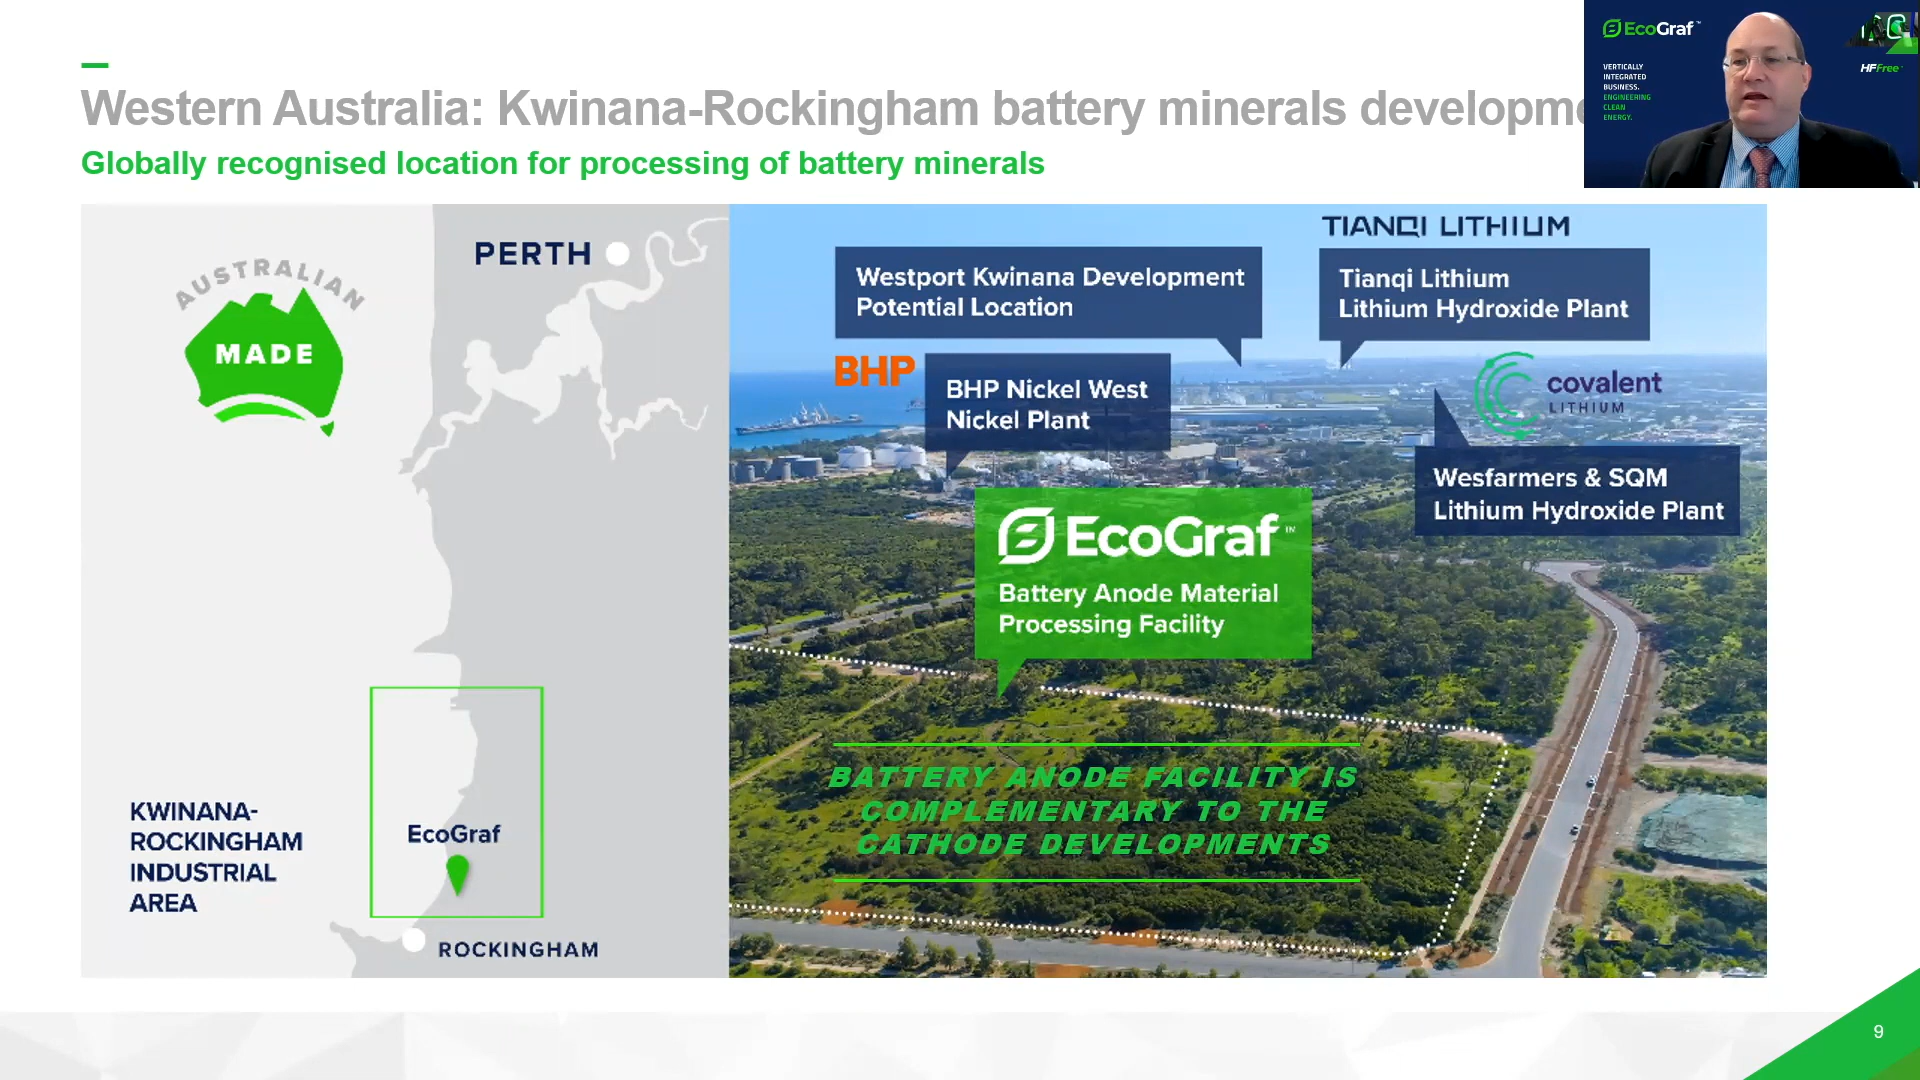 Western Australia: Kwinana-Rockingham battery minerals developme
Globally recognised location for processing of battery minerals
EcoGraf™
VERTICALLY
INTEGRATED
BUSINESS.
ENGINEERING
CLEAN
ENERGY.
HFFree™
AUSTRALIAN
MADE
PERTH
KWINANA-
ROCKINGHAM
INDUSTRIAL
AREA
EcoGraf
ROCKINGHAM
TIANQI LITHIUM
Westport Kwinana Development
Potential Location
Tianqi Lithium
Lithium Hydroxide Plant
BHP
BHP Nickel West
Nickel Plant
covalent
LITHIUM
Wesfarmers & SQM
Lithium Hydroxide Plant
EcoGraf™
Battery Anode Material
Processing Facility
BATTERY ANODE FACILITY IS
COMPLEMENTARY TO THE
CATHODE DEVELOPMENTS
9